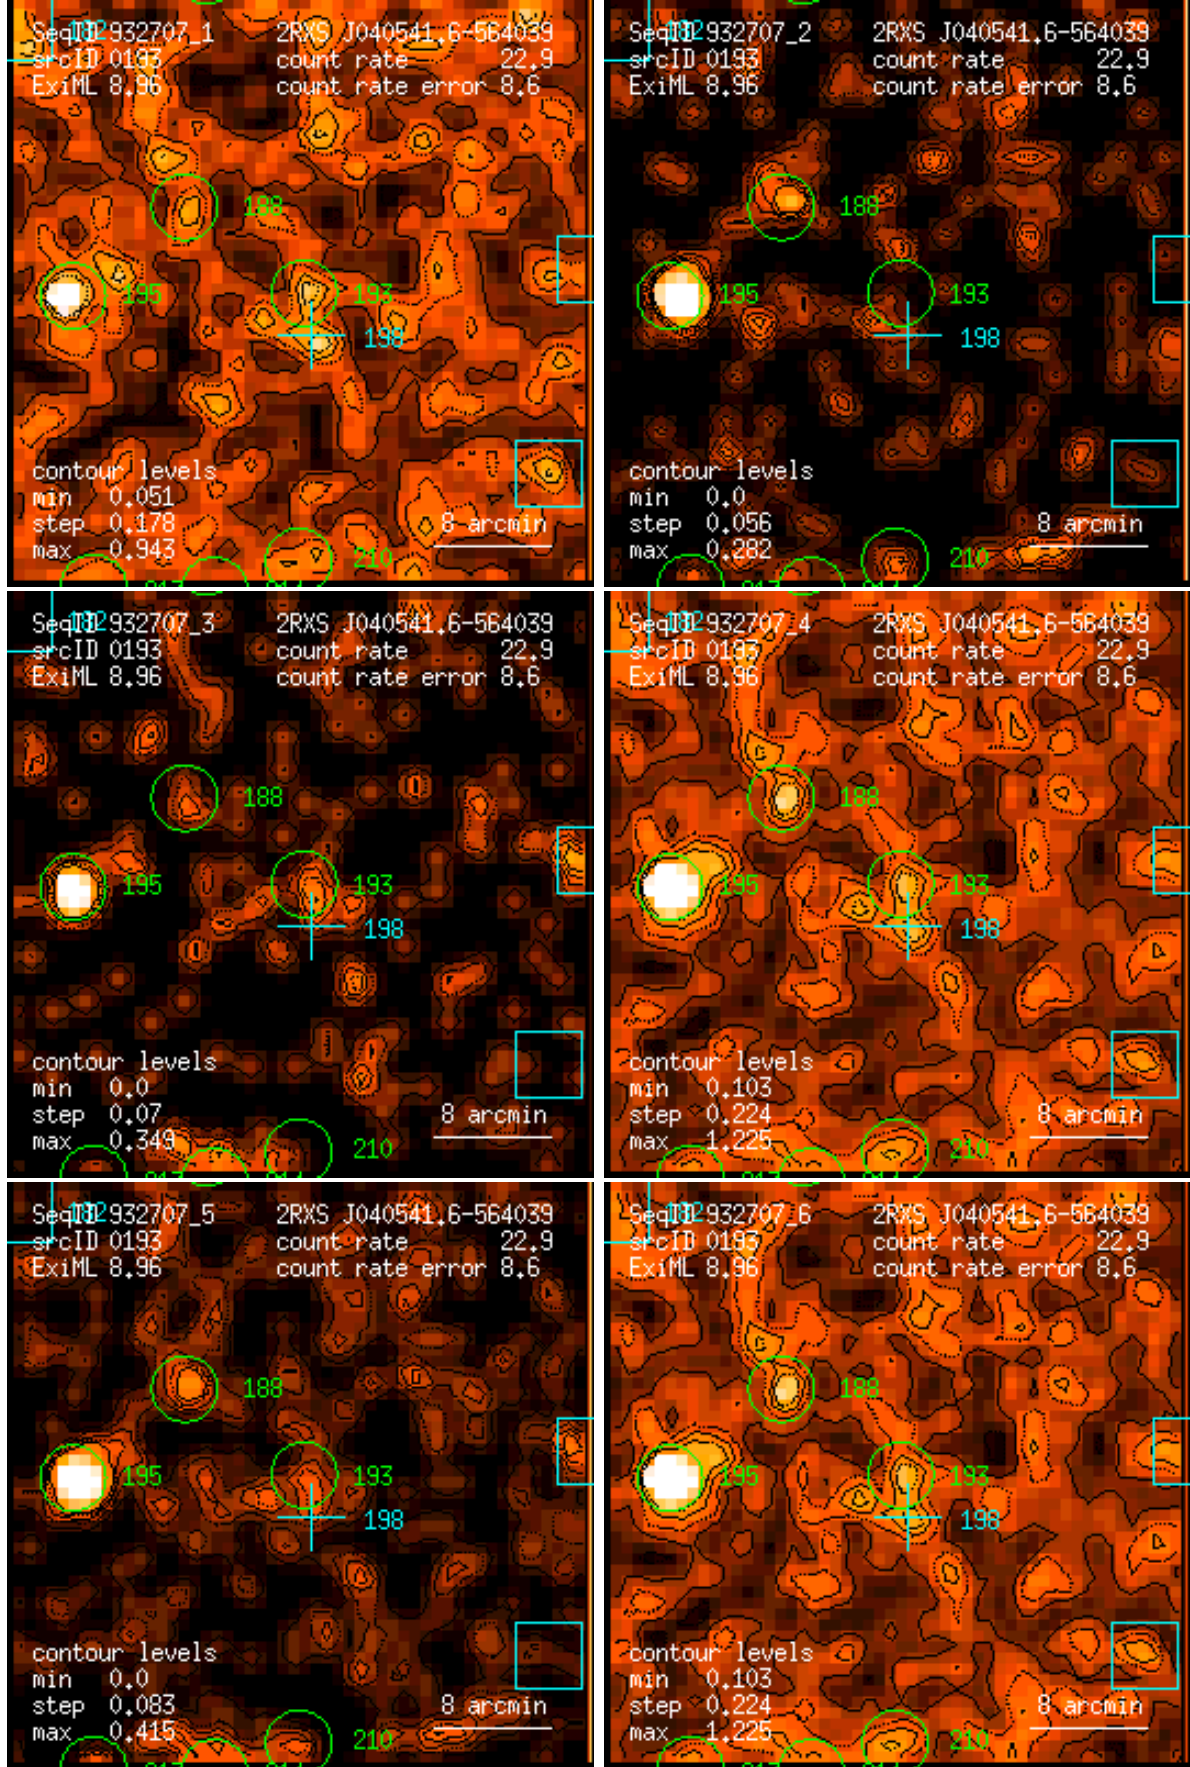 SeqID 932707_1 2RXS J040541.6-564039
srcID 0193 count rate 22.9
ExiML 8.96 count rate error 8.6
182
188
195
193
198
contour levels
min 0.051
step 0.178
max 0.943
8 arcmin
210
SeqID 932707_2 2RXS J040541.6-564039
srcID 0193 count rate 22.9
ExiML 8.96 count rate error 8.6
182
188
195
193
198
contour levels
min 0.0
step 0.056
max 0.282
8 arcmin
210
SeqID 932707_3 2RXS J040541.6-564039
srcID 0193 count rate 22.9
ExiML 8.96 count rate error 8.6
182
188
195
193
198
contour levels
min 0.0
step 0.07
max 0.349
8 arcmin
210
SeqID 932707_4 2RXS J040541.6-564039
srcID 0193 count rate 22.9
ExiML 8.96 count rate error 8.6
182
188
195
193
198
contour levels
min 0.103
step 0.224
max 1.225
8 arcmin
210
SeqID 932707_5 2RXS J040541.6-564039
srcID 0193 count rate 22.9
ExiML 8.96 count rate error 8.6
182
188
195
193
198
contour levels
min 0.0
step 0.083
max 0.415
8 arcmin
210
SeqID 932707_6 2RXS J040541.6-564039
srcID 0193 count rate 22.9
ExiML 8.96 count rate error 8.6
182
188
195
193
198
contour levels
min 0.103
step 0.224
max 1.225
8 arcmin
210